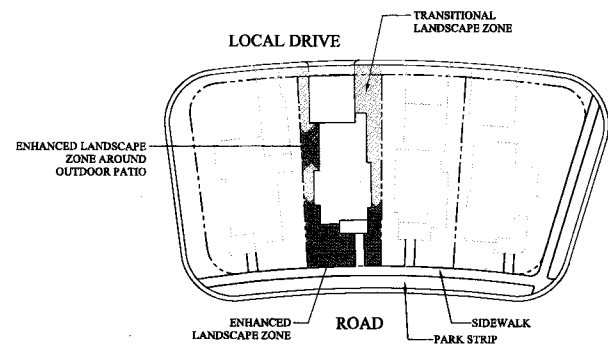 TRANSITIONAL
LANDSCAPE ZONE
LOCAL DRIVE
ENHANCED LANDSCAPE
ZONE AROUND
OUTDOOR PATIO
ENHANCED
LANDSCAPE ZONE
ROAD
SIDEWALK
PARK STRIP